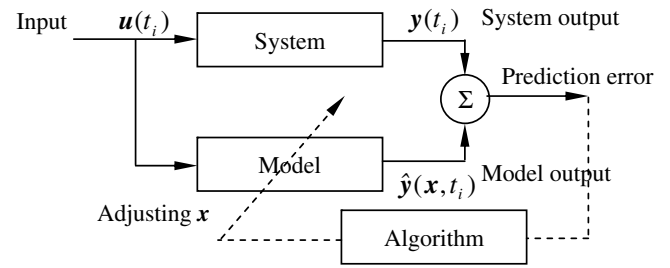 Input
u(t_i)
System
y(t_i)
System output
Prediction error
Σ
Model
ŷ(x, t_i)
Model output
Adjusting x
Algorithm